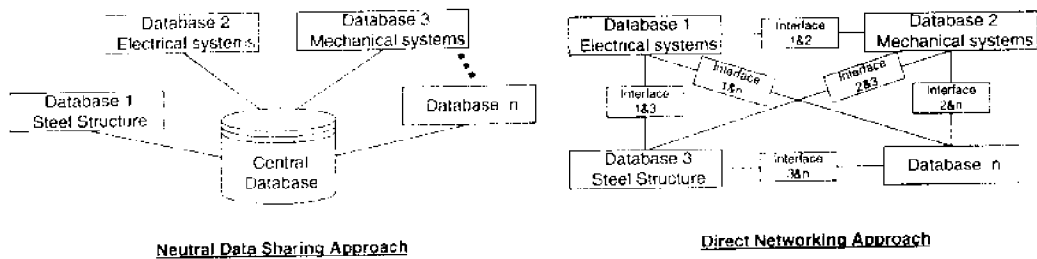 Database 2
Electrical systems
Database 3
Mechanical systems
Database 1
Steel Structure
Database n
Central
Database
Neutral Data Sharing Approach
Database 1
Electrical systems
Interface
1&2
Database 2
Mechanical systems
Interface
1&n
Interface
2&3
Interface
1&3
Interface
2&n
Database 3
Steel Structure
Interface
3&n
Database n
Direct Networking Approach